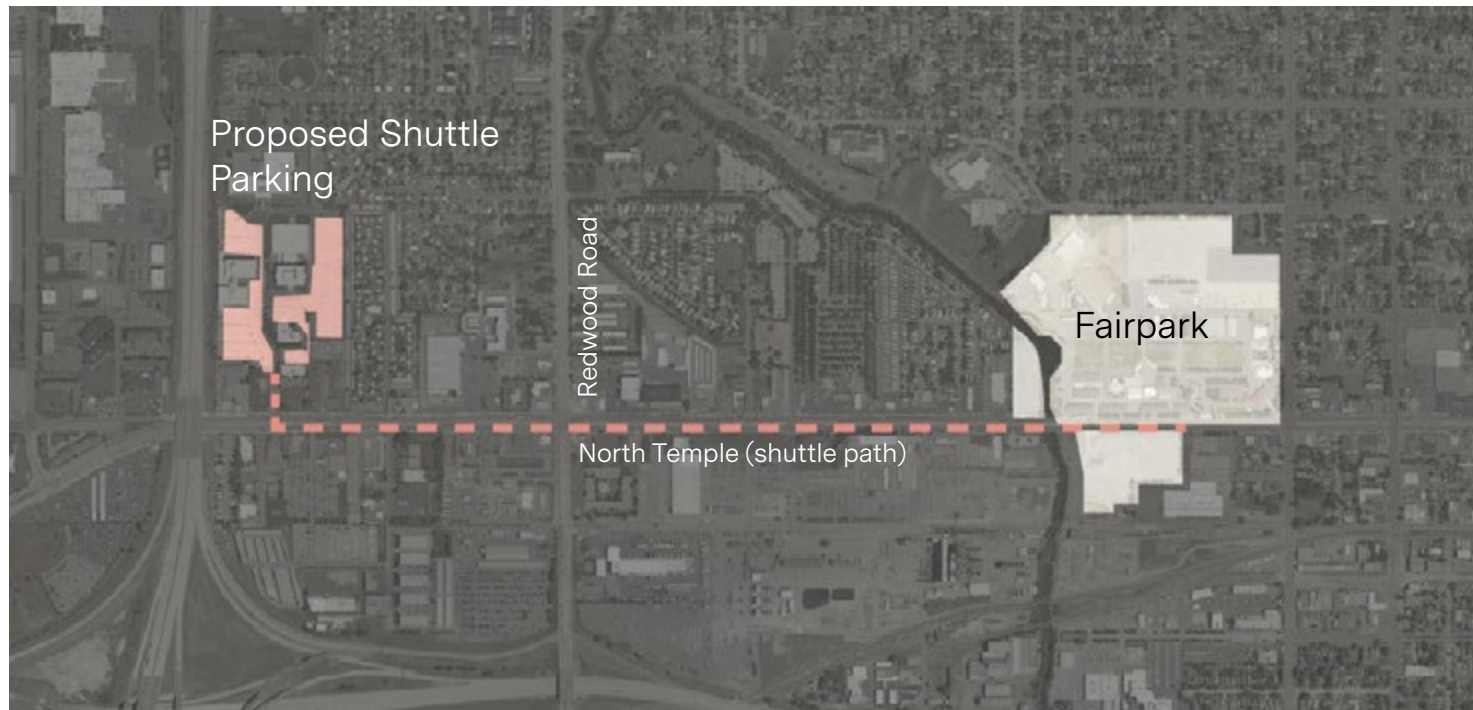 Proposed Shuttle
Parking
Redwood Road
Fairpark
North Temple (shuttle path)